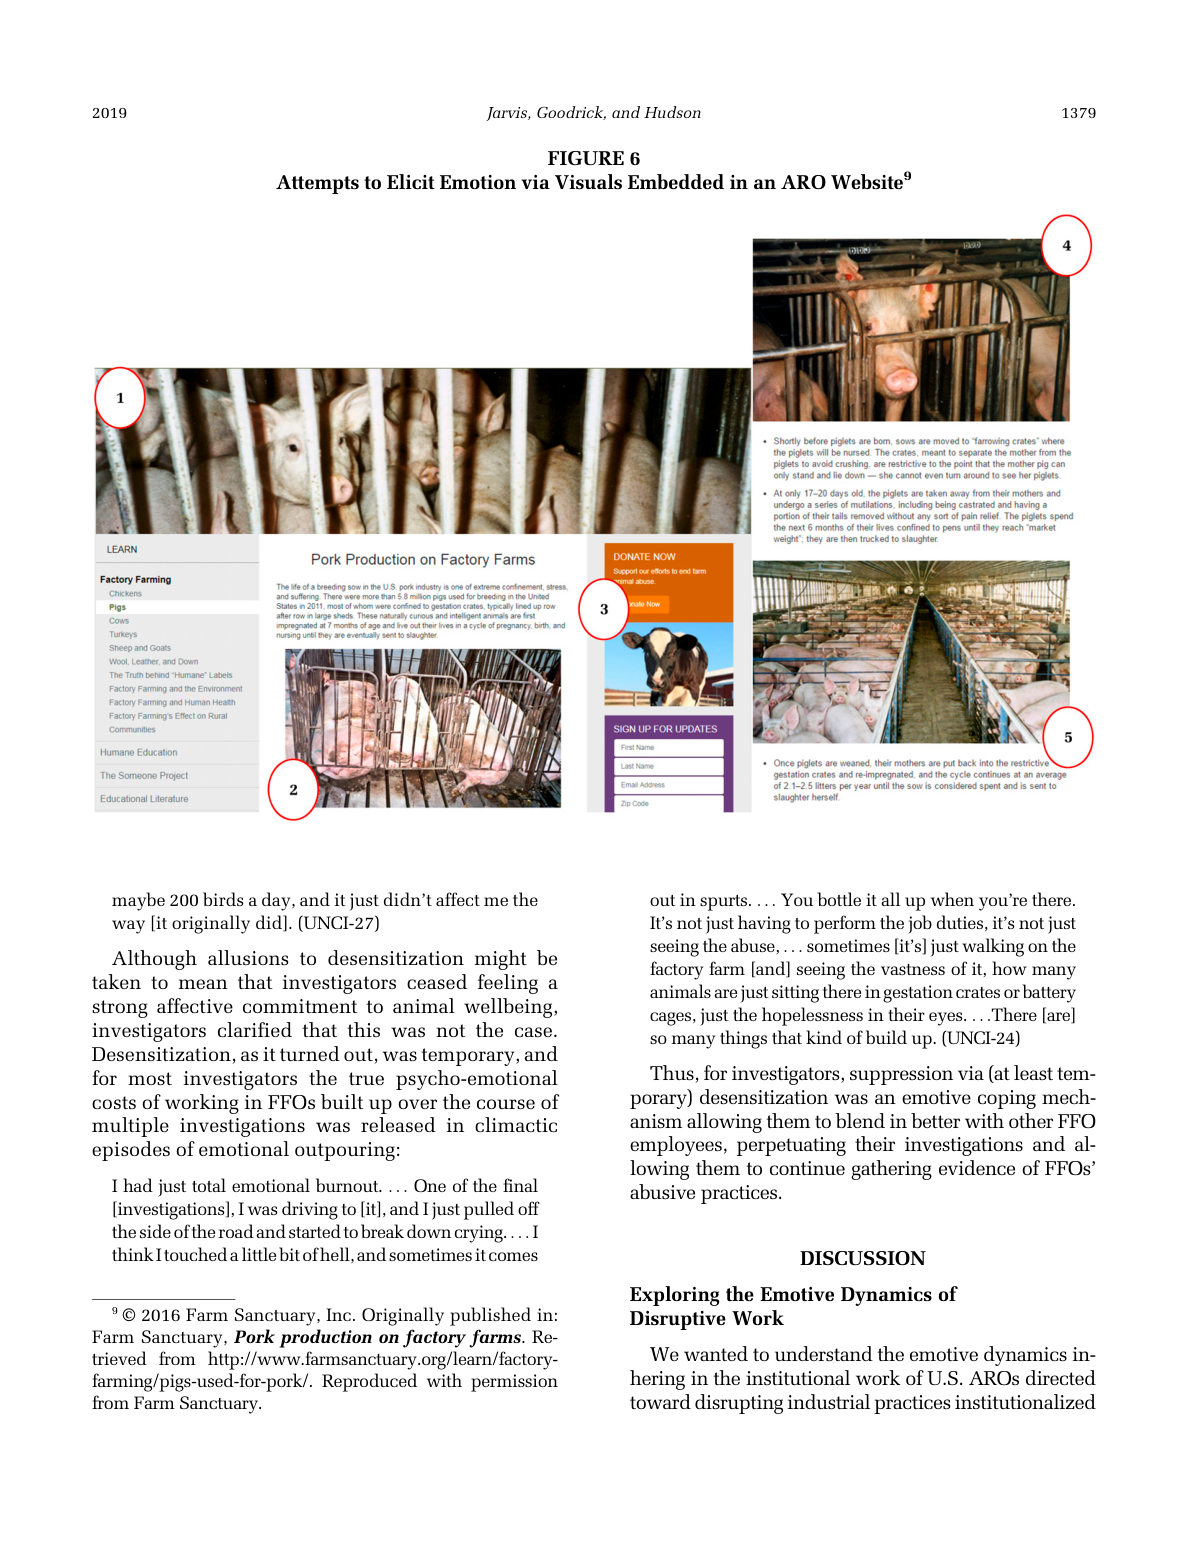 2019
Jarvis, Goodrick, and Hudson
1379
FIGURE 6
Attempts to Elicit Emotion via Visuals Embedded in an ARO Website9
1
LEARN
Factory Farming
Chickens
Pigs
Cows
Turkeys
Sheep and Goats
Wool, Leather, and Down
The Truth behind “Humane” Labels
Factory Farming and the Environment
Factory Farming and Human Health
Factory Farming's Effect on Rural
Communities
Humane Education
The Someone Project
Educational Literature
Pork Production on Factory Farms
The life of a breeding sow in the U.S. pork industry is one of extreme confinement, stress,
and suffering. There were more than 5.8 million pigs used for breeding in the United
States in 2011, most of whom were confined to gestation crates, typically lined up row
after row in large sheds. These naturally curious and intelligent animals are first
impregnated at 7 months of age and live out their lives in a cycle of pregnancy, birth, and
nursing until they are eventually sent to slaughter.
2
DONATE NOW
Support our efforts to end farm
animal abuse.
Donate Now
3
SIGN UP FOR UPDATES
First Name
Last Name
Email Address
Zip Code
4
• Shortly before piglets are born, sows are moved to “farrowing crates” where
the piglets will be nursed. The crates, meant to separate the mother from the
piglets to avoid crushing, are restrictive to the point that the mother pig can
only stand and lie down — she cannot even turn around to see her piglets.
• At only 17–20 days old, the piglets are taken away from their mothers and
undergo a series of mutilations, including being castrated and having a
portion of their tails removed without any sort of pain relief. The piglets spend
the next 6 months of their lives confined to pens until they reach “market
weight”; they are then trucked to slaughter.
5
• Once piglets are weaned, their mothers are put back into the restrictive
gestation crates and re-impregnated, and the cycle continues at an average
of 2.1–2.5 litters per year until the sow is considered spent and is sent to
slaughter herself.
maybe 200 birds a day, and it just didn’t affect me the
way [it originally did]. (UNCI-27)
Although allusions to desensitization might be
taken to mean that investigators ceased feeling a
strong affective commitment to animal wellbeing,
investigators clarified that this was not the case.
Desensitization, as it turned out, was temporary, and
for most investigators the true psycho-emotional
costs of working in FFOs built up over the course of
multiple investigations was released in climactic
episodes of emotional outpouring:
I had just total emotional burnout. . . . One of the final
[investigations], I was driving to [it], and I just pulled off
the side of the road and started to break down crying. . . . I
think I touched a little bit of hell, and sometimes it comes
9 © 2016 Farm Sanctuary, Inc. Originally published in:
Farm Sanctuary, Pork production on factory farms. Re-
trieved from http://www.farmsanctuary.org/learn/factory-
farming/pigs-used-for-pork/. Reproduced with permission
from Farm Sanctuary.
out in spurts. . . . You bottle it all up when you’re there.
It’s not just having to perform the job duties, it’s not just
seeing the abuse, . . . sometimes [it’s] just walking on the
factory farm [and] seeing the vastness of it, how many
animals are just sitting there in gestation crates or battery
cages, just the hopelessness in their eyes. . . .There [are]
so many things that kind of build up. (UNCI-24)
Thus, for investigators, suppression via (at least tem-
porary) desensitization was an emotive coping mech-
anism allowing them to blend in better with other FFO
employees, perpetuating their investigations and al-
lowing them to continue gathering evidence of FFOs’
abusive practices.
DISCUSSION
Exploring the Emotive Dynamics of
Disruptive Work
We wanted to understand the emotive dynamics in-
hering in the institutional work of U.S. AROs directed
toward disrupting industrial practices institutionalized